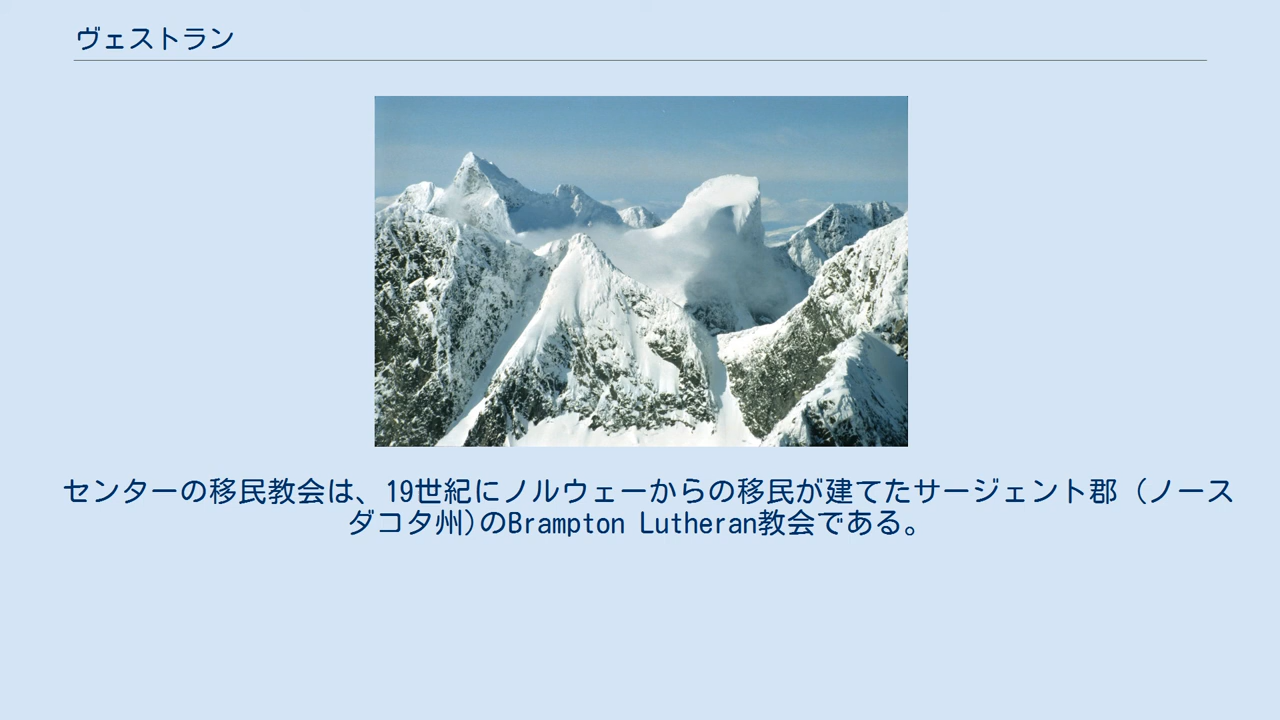 ヴェストラン
センターの移民教会は、19世紀にノルウェーからの移民が建てたサージェント郡 (ノース
ダコタ州)のBrampton Lutheran教会である。